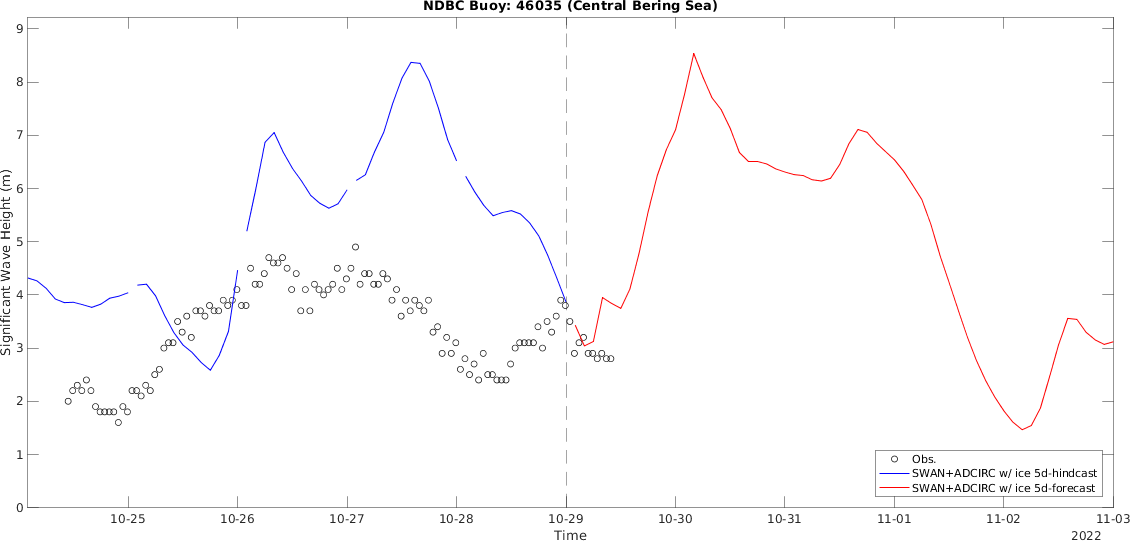 NDBC Buoy: 46035 (Central Bering Sea)
9
8
7
6
5
4
3
2
1
0
Significant Wave Height (m)
Obs.
SWAN+ADCIRC w/ ice 5d-hindcast
SWAN+ADCIRC w/ ice 5d-forecast
10-25 10-26 10-27 10-28 10-29 10-30 10-31 11-01 11-02 11-03
Time
2022